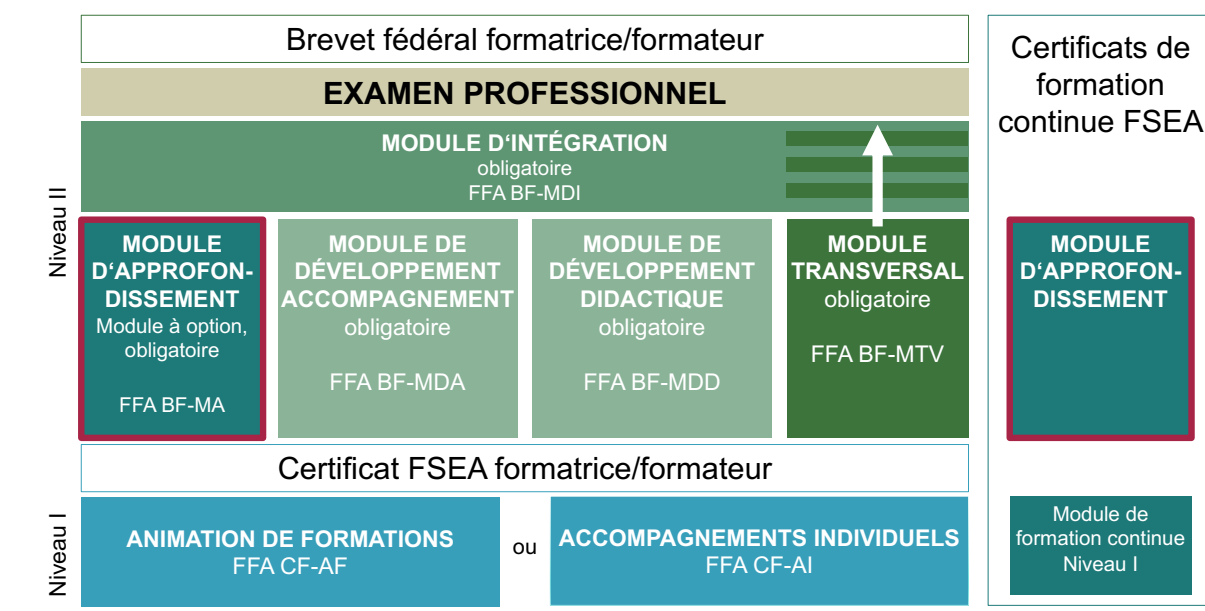 Brevet fédéral formatrice/formateur
EXAMEN PROFESSIONNEL
MODULE D‘INTÉGRATION
obligatoire
FFA BF-MDI
Niveau II
MODULE
D‘APPROFON-
DISSEMENT
Module à option,
obligatoire
FFA BF-MA
MODULE DE
DÉVELOPPEMENT
ACCOMPAGNEMENT
obligatoire
FFA BF-MDA
MODULE DE
DÉVELOPPEMENT
DIDACTIQUE
obligatoire
FFA BF-MDD
MODULE
TRANSVERSAL
obligatoire
FFA BF-MTV
Certificat FSEA formatrice/formateur
Niveau I
ANIMATION DE FORMATIONS
FFA CF-AF
ou
ACCOMPAGNEMENTS INDIVIDUELS
FFA CF-AI
Certificats de
formation
continue FSEA
MODULE
D‘APPROFON-
DISSEMENT
Module de
formation continue
Niveau I